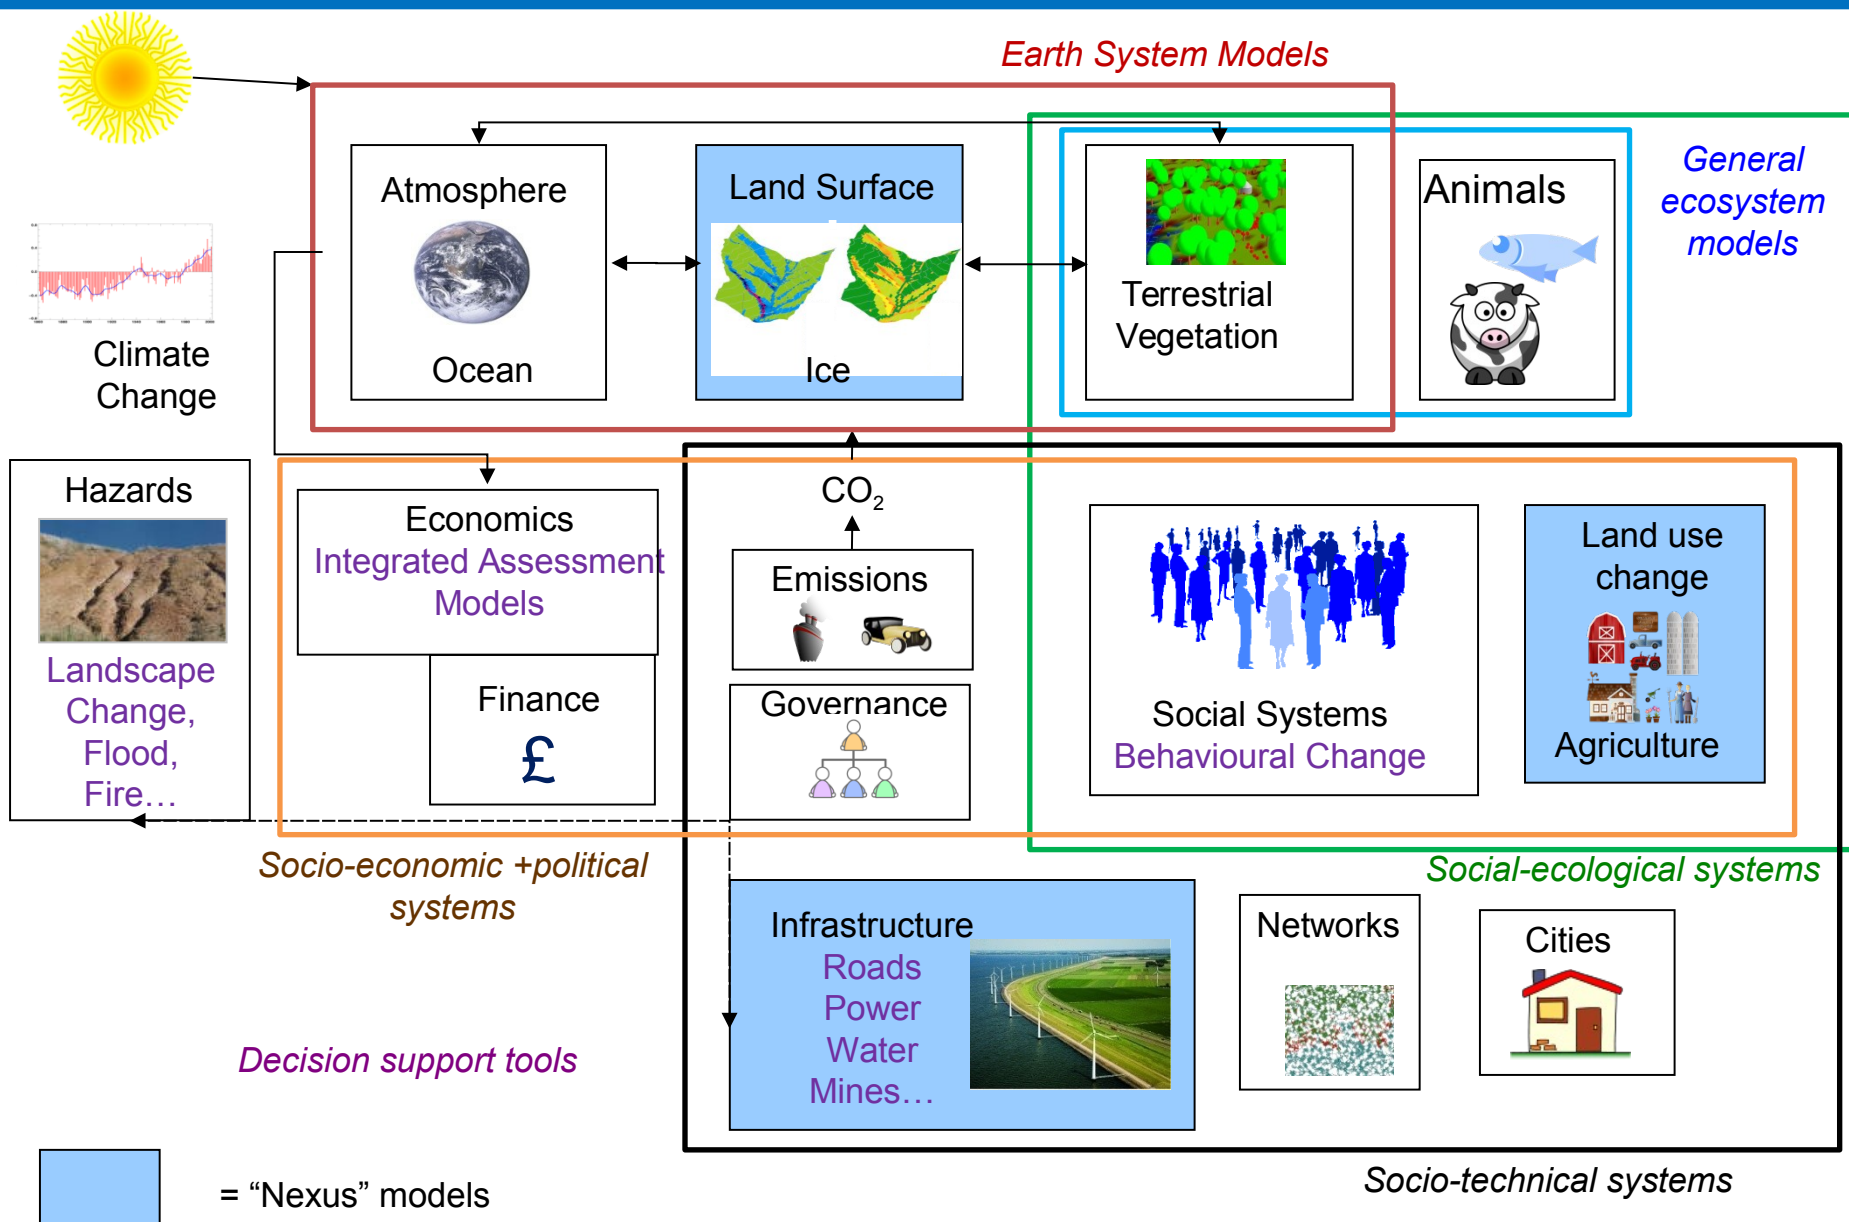 Earth System Models
General
ecosystem
models
Atmosphere
Ocean
Land Surface
Ice
Terrestrial
Vegetation
Animals
Climate
Change
Hazards
Landscape
Change,
Flood,
Fire…
Economics
Integrated Assessment
Models
Finance
£
CO₂
Emissions
Governance
Social Systems
Behavioural Change
Land use
change
Agriculture
Socio-economic +political
systems
Social-ecological systems
Infrastructure
Roads
Power
Water
Mines…
Networks
Cities
Decision support tools
Socio-technical systems
= “Nexus” models